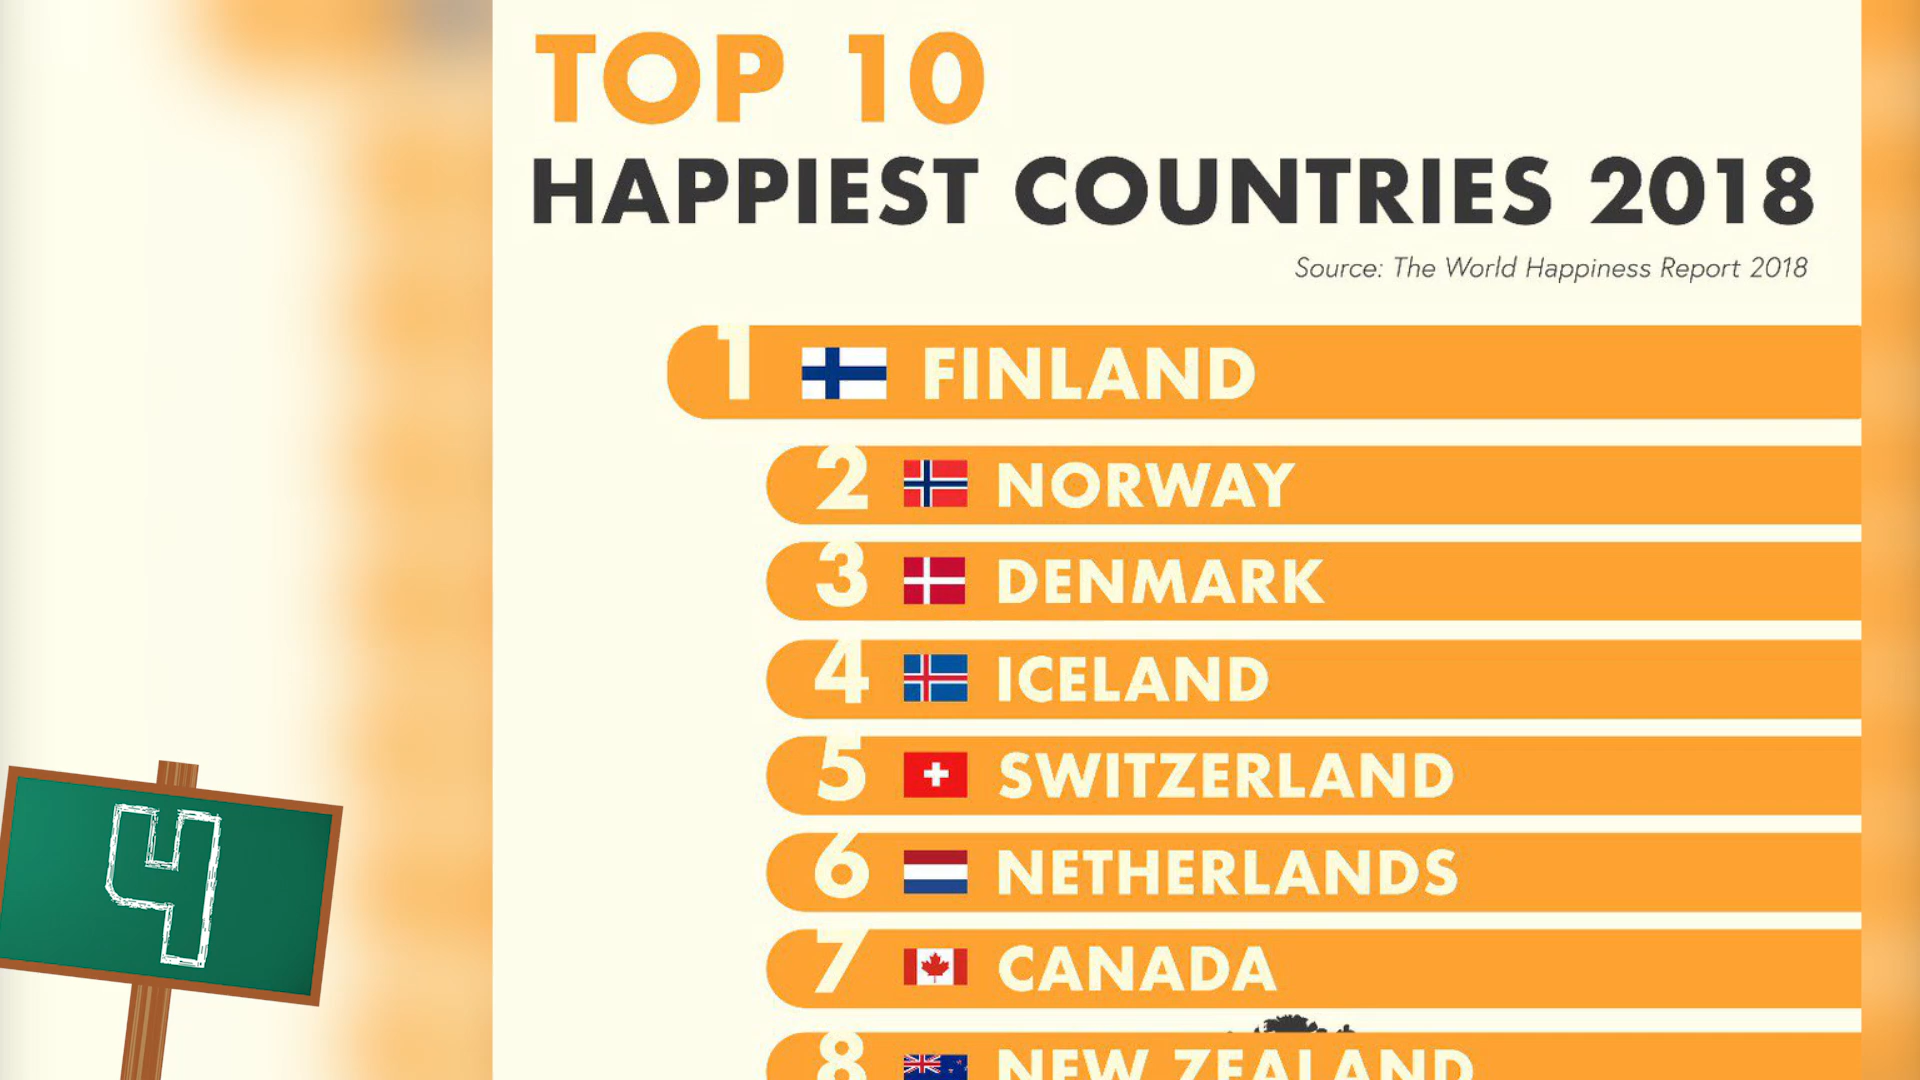 TOP 10
HAPPIEST COUNTRIES 2018
Source: The World Happiness Report 2018
1 FINLAND
2 NORWAY
3 DENMARK
4 ICELAND
5 SWITZERLAND
6 NETHERLANDS
7 CANADA
8 NEW ZEALAND
4